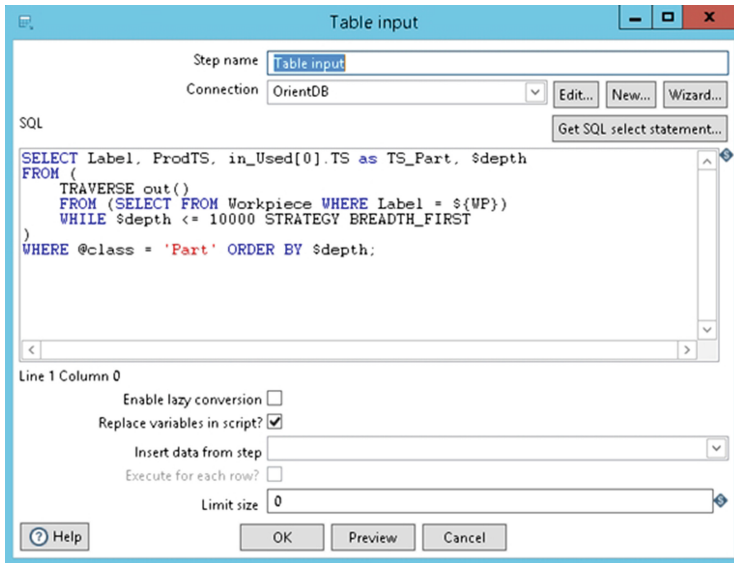 Table input
Step name Table input
Connection OrientDB Edit... New... Wizard...
SQL Get SQL select statement...
SELECT Label, ProdTS, in_Used[0].TS as TS_Part, $depth
FROM (
    TRAVERSE out()
    FROM (SELECT FROM Workpiece WHERE Label = ${WP})
    WHILE $depth <= 10000 STRATEGY BREADTH_FIRST
)
WHERE @class = 'Part' ORDER BY $depth;
Line 1 Column 0
Enable lazy conversion
Replace variables in script?
Insert data from step
Execute for each row?
Limit size 0
Help OK Preview Cancel